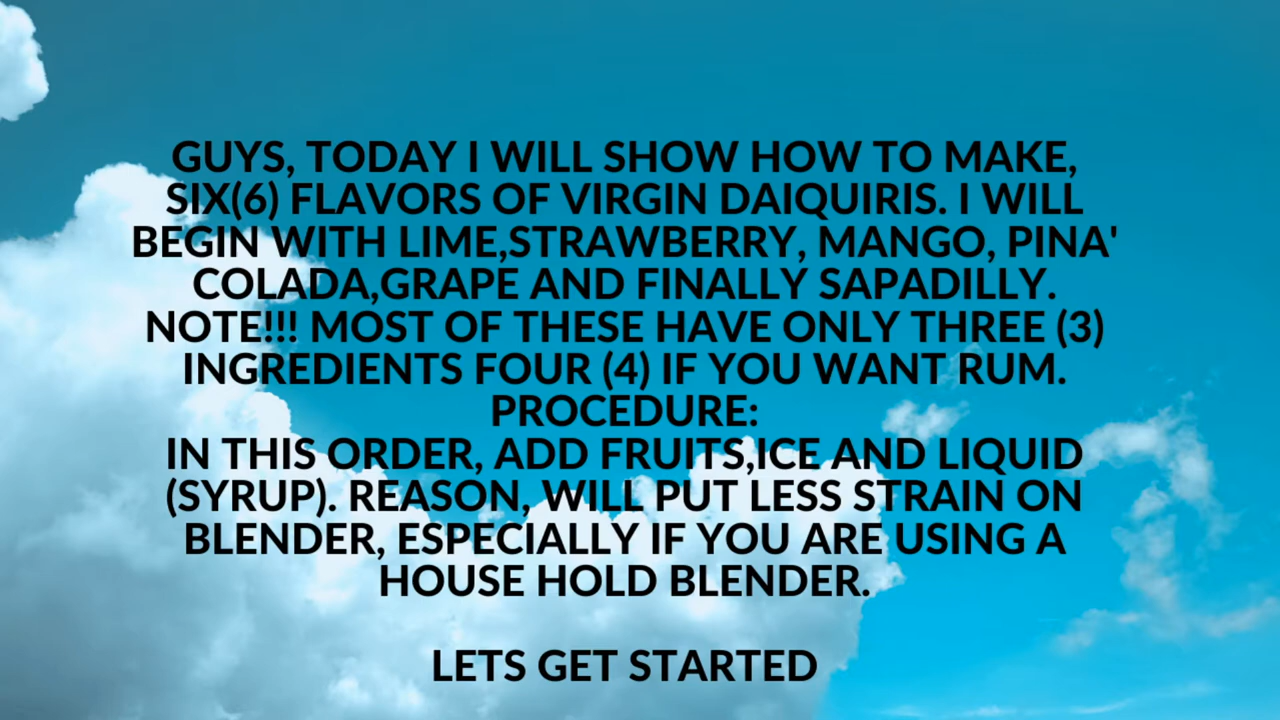 GUYS, TODAY I WILL SHOW HOW TO MAKE,
SIX(6) FLAVORS OF VIRGIN DAIQUIRIS. I WILL
BEGIN WITH LIME,STRAWBERRY, MANGO, PINA'
COLADA,GRAPE AND FINALLY SAPADILLY.
NOTE!!! MOST OF THESE HAVE ONLY THREE (3)
INGREDIENTS FOUR (4) IF YOU WANT RUM.
PROCEDURE:
IN THIS ORDER, ADD FRUITS,ICE AND LIQUID
(SYRUP). REASON, WILL PUT LESS STRAIN ON
BLENDER, ESPECIALLY IF YOU ARE USING A
HOUSE HOLD BLENDER.
LETS GET STARTED